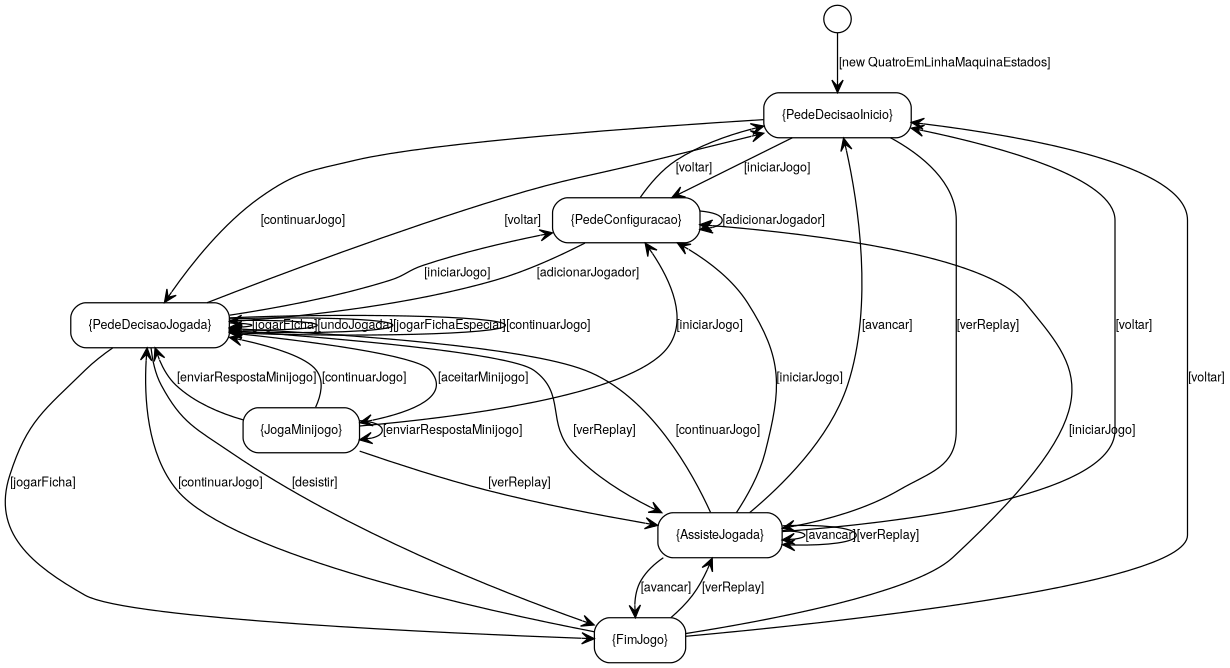 [new QuatroEmLinhaMaquinaEstados]
{PedeDecisaoInicio}
[voltar]
[iniciarJogo]
[continuarJogo]
[voltar]
{PedeConfiguracao}
[adicionarJogador]
[iniciarJogo]
[adicionarJogador]
{PedeDecisaoJogada}
[jogarFicha]
[undoJogada]
[jogarFichaEspecial]
[continuarJogo]
[iniciarJogo]
[avancar]
[verReplay]
[voltar]
[enviarRespostaMinijogo]
[continuarJogo]
[aceitarMinijogo]
[iniciarJogo]
[voltar]
{JogaMinijogo}
[enviarRespostaMinijogo]
[verReplay]
[continuarJogo]
[iniciarJogo]
[jogarFicha]
[continuarJogo]
[desistir]
[verReplay]
{AssisteJogada}
[avancar]
[verReplay]
[avancar]
[verReplay]
{FimJogo}